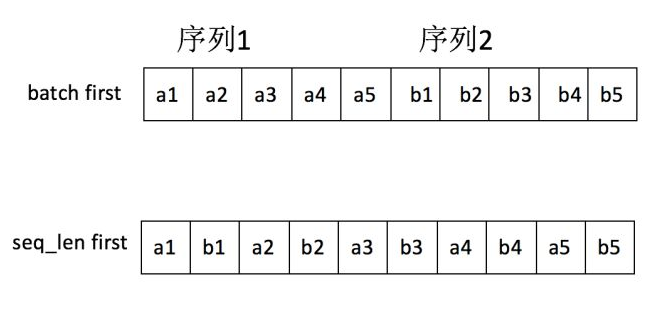 序列1 序列2
batch first a1 a2 a3 a4 a5 b1 b2 b3 b4 b5
seq_len first a1 b1 a2 b2 a3 b3 a4 b4 a5 b5